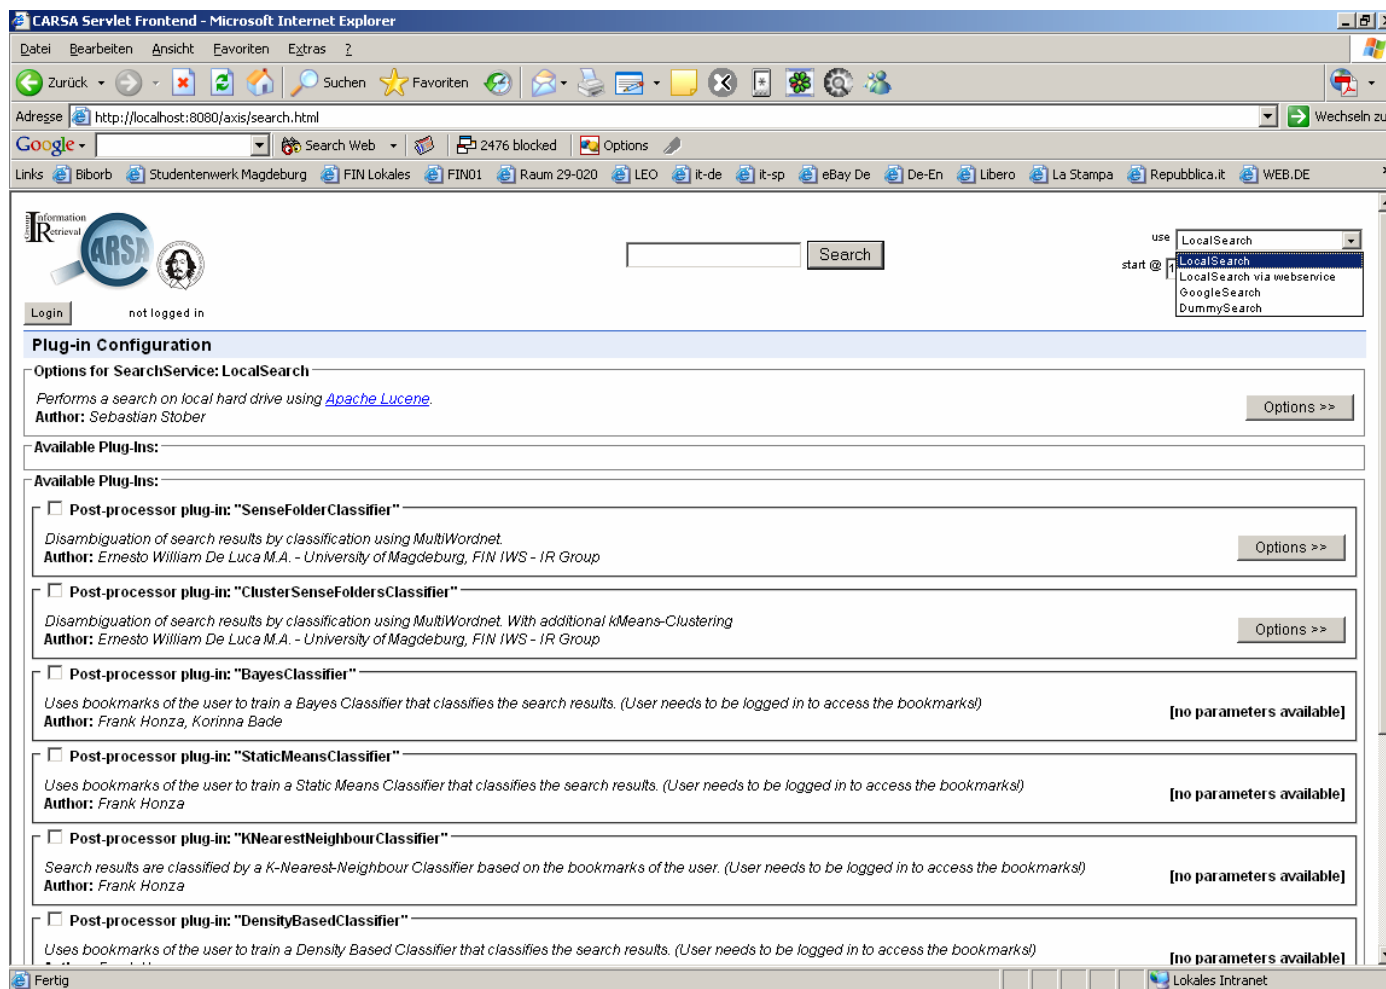 CARSA Servlet Frontend - Microsoft Internet Explorer
Datei Bearbeiten Ansicht Favoriten Extras ?
Zurück Suchen Favoriten
Adresse http://localhost:8080/axis/search.html Wechseln zu
Google Search Web 2476 blocked Options
Links Biborb Studentenwerk Magdeburg FIN Lokales FIN01 Raum 29-020 LEO it-de it-sp eBay De De-En Libero La Stampa Repubblica.it WEB.DE
Information
Retrieval
Group
CARSA
Search
use LocalSearch
start @ 1
LocalSearch
LocalSearch via webservice
GoogleSearch
DummySearch
Login not logged in
Plug-in Configuration
Options for SearchService: LocalSearch
Performs a search on local hard drive using Apache Lucene.
Author: Sebastian Stober
Options >>
Available Plug-Ins:
Available Plug-Ins:
Post-processor plug-in: "SenseFolderClassifier"
Disambiguation of search results by classification using MultiWordnet.
Author: Ernesto William De Luca M.A. - University of Magdeburg, FIN IWS - IR Group
Options >>
Post-processor plug-in: "ClusterSenseFoldersClassifier"
Disambiguation of search results by classification using MultiWordnet. With additional kMeans-Clustering
Author: Ernesto William De Luca M.A. - University of Magdeburg, FIN IWS - IR Group
Options >>
Post-processor plug-in: "BayesClassifier"
Uses bookmarks of the user to train a Bayes Classifier that classifies the search results. (User needs to be logged in to access the bookmarks!)
Author: Frank Honza, Korinna Bade
[no parameters available]
Post-processor plug-in: "StaticMeansClassifier"
Uses bookmarks of the user to train a Static Means Classifier that classifies the search results. (User needs to be logged in to access the bookmarks!)
Author: Frank Honza
[no parameters available]
Post-processor plug-in: "KNearestNeighbourClassifier"
Search results are classified by a K-Nearest-Neighbour Classifier based on the bookmarks of the user. (User needs to be logged in to access the bookmarks!)
Author: Frank Honza
[no parameters available]
Post-processor plug-in: "DensityBasedClassifier"
Uses bookmarks of the user to train a Density Based Classifier that classifies the search results. (User needs to be logged in to access the bookmarks!)
[no parameters available]
Fertig Lokales Intranet